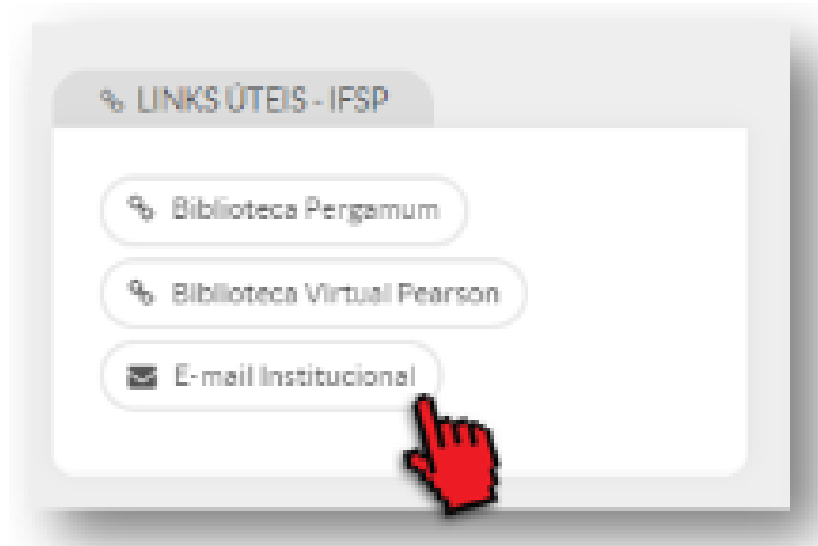 LINKS ÚTEIS - IFSP
Biblioteca Pergamum
Biblioteca Virtual Pearson
E-mail Institucional